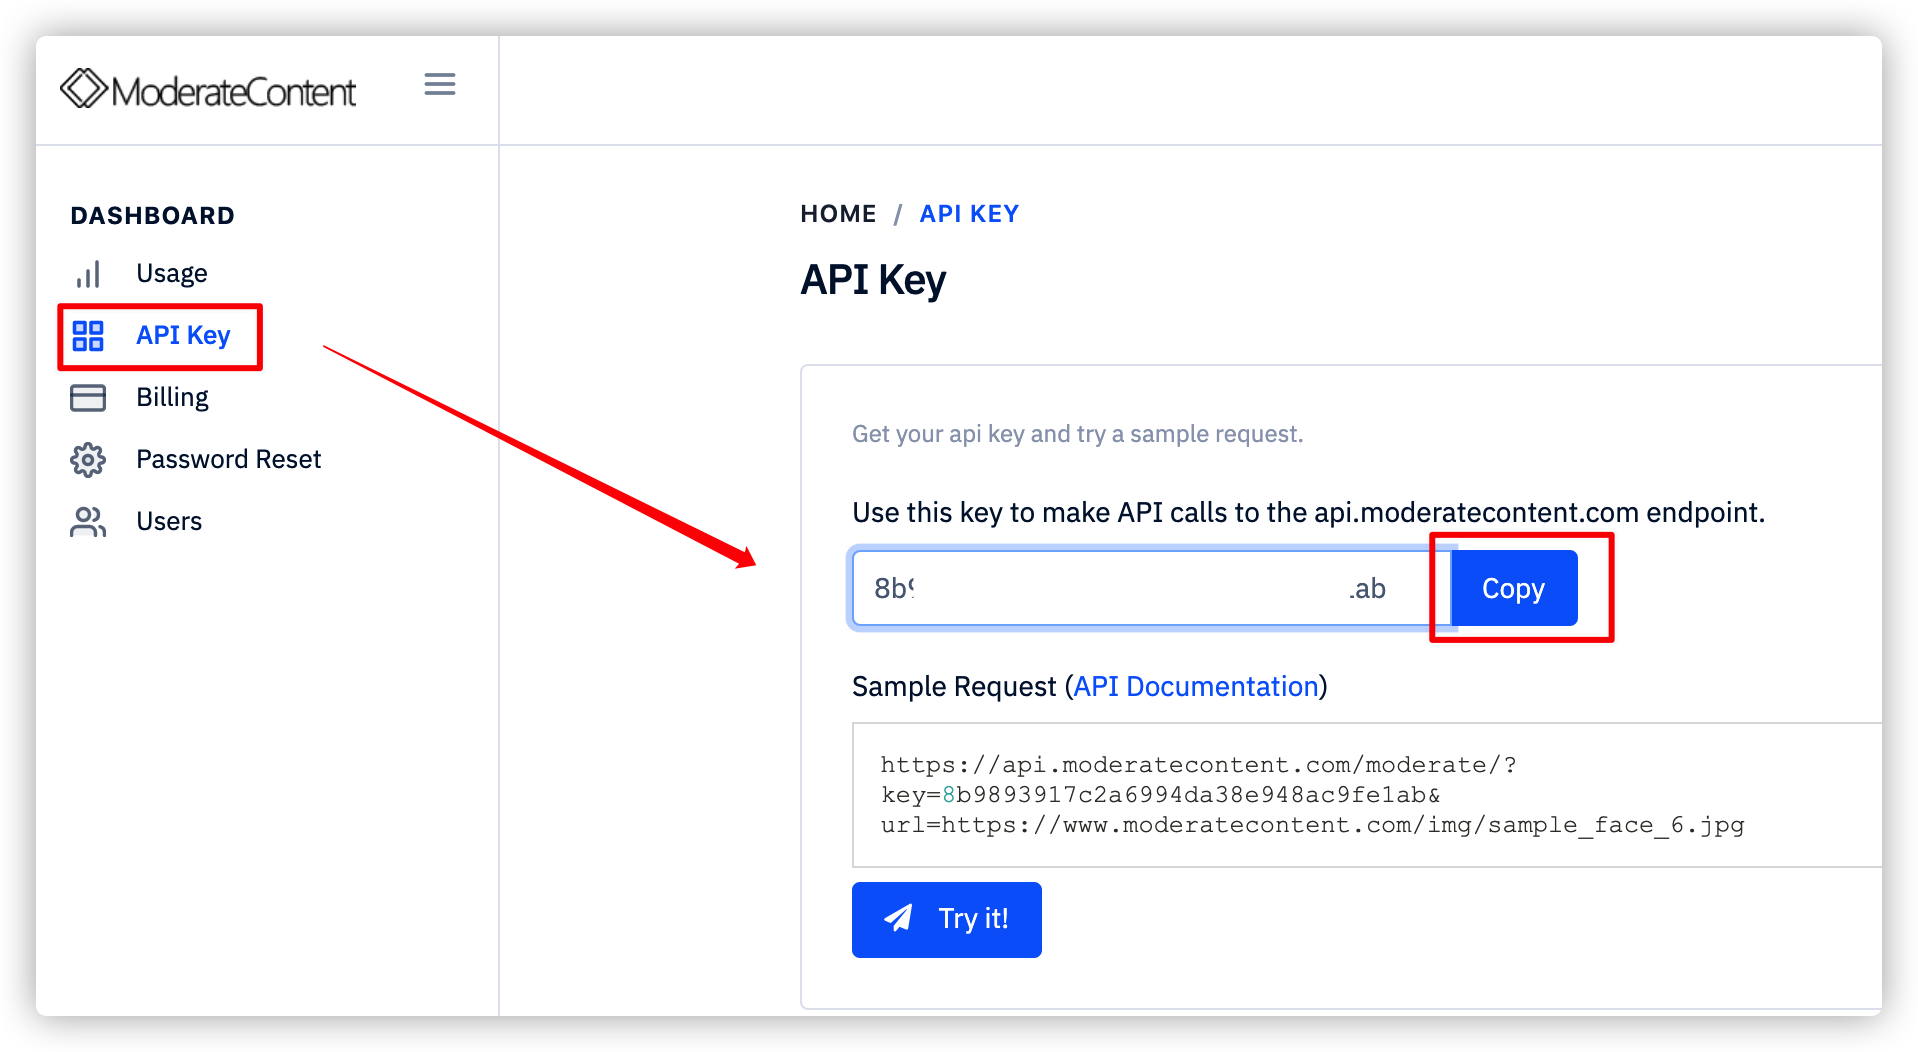 ModerateContent
DASHBOARD
Usage
API Key
Billing
Password Reset
Users
HOME / API KEY
API Key
Get your api key and try a sample request.
Use this key to make API calls to the api.moderatecontent.com endpoint.
8b9 ab
Copy
Sample Request (API Documentation)
https://api.moderatecontent.com/moderate/?
key=8b9893917c2a6994da38e948ac9fe1ab&
url=https://www.moderatecontent.com/img/sample_face_6.jpg
Try it!